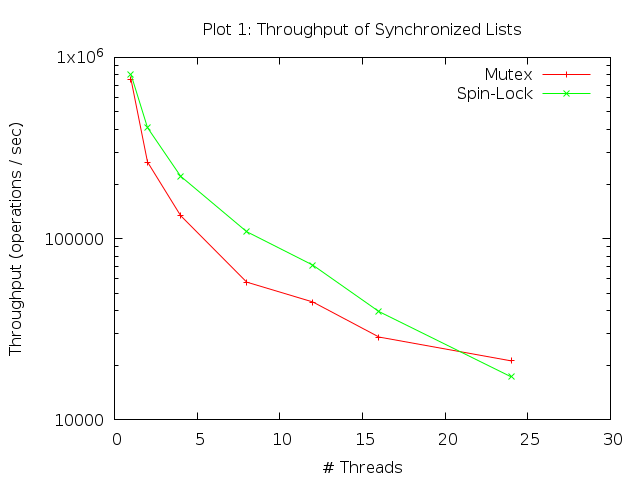 Plot 1: Throughput of Synchronized Lists
1x10⁶
Mutex
Spin-Lock
Throughput (operations / sec)
100000
10000
0 5 10 15 20 25 30
# Threads